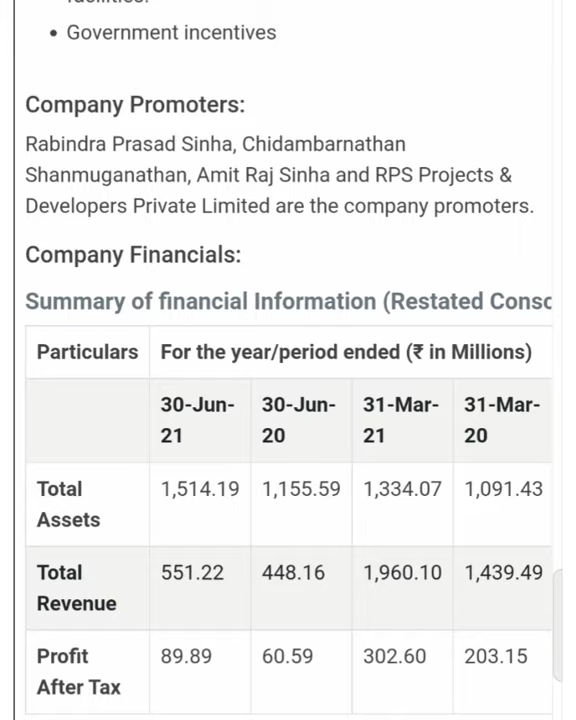 Government incentives
Company Promoters:
Rabindra Prasad Sinha, Chidambarnathan
Shanmuganathan, Amit Raj Sinha and RPS Projects &
Developers Private Limited are the company promoters.
Company Financials:
Summary of financial Information (Restated Consc
Particulars For the year/period ended (₹ in Millions)
30-Jun-21 30-Jun-20 31-Mar-21 31-Mar-20
Total Assets 1,514.19 1,155.59 1,334.07 1,091.43
Total Revenue 551.22 448.16 1,960.10 1,439.49
Profit After Tax 89.89 60.59 302.60 203.15